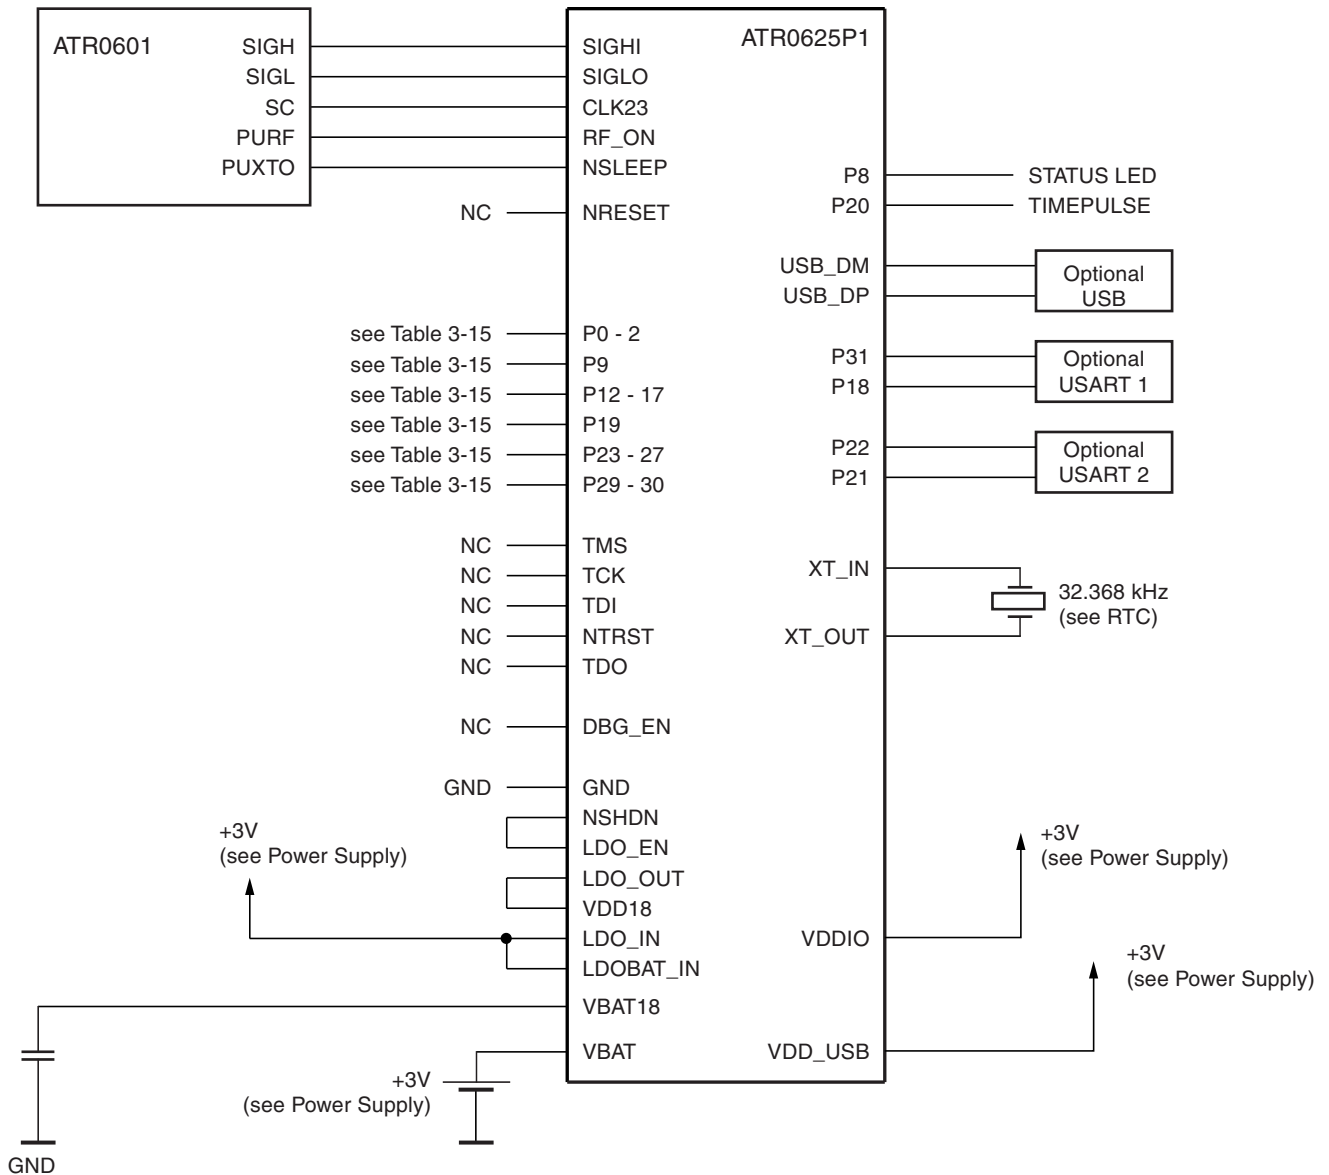 ATR0601
SIGH
SIGL
SC
PURF
PUXTO
ATR0625P1
SIGHI
SIGLO
CLK23
RF_ON
NSLEEP
NC NRESET
see Table 3-15 P0 - 2
see Table 3-15 P9
see Table 3-15 P12 - 17
see Table 3-15 P19
see Table 3-15 P23 - 27
see Table 3-15 P29 - 30
NC TMS
NC TCK
NC TDI
NC NTRST
NC TDO
NC DBG_EN
GND GND
NSHDN
LDO_EN
LDO_OUT
VDD18
LDO_IN
LDOBAT_IN
VBAT18
VBAT
+3V
(see Power Supply)
+3V
(see Power Supply)
GND
P8 STATUS LED
P20 TIMEPULSE
USB_DM
USB_DP
Optional
USB
P31
P18
Optional
USART 1
P22
P21
Optional
USART 2
XT_IN
XT_OUT
32.368 kHz
(see RTC)
VDDIO
+3V
(see Power Supply)
VDD_USB
+3V
(see Power Supply)